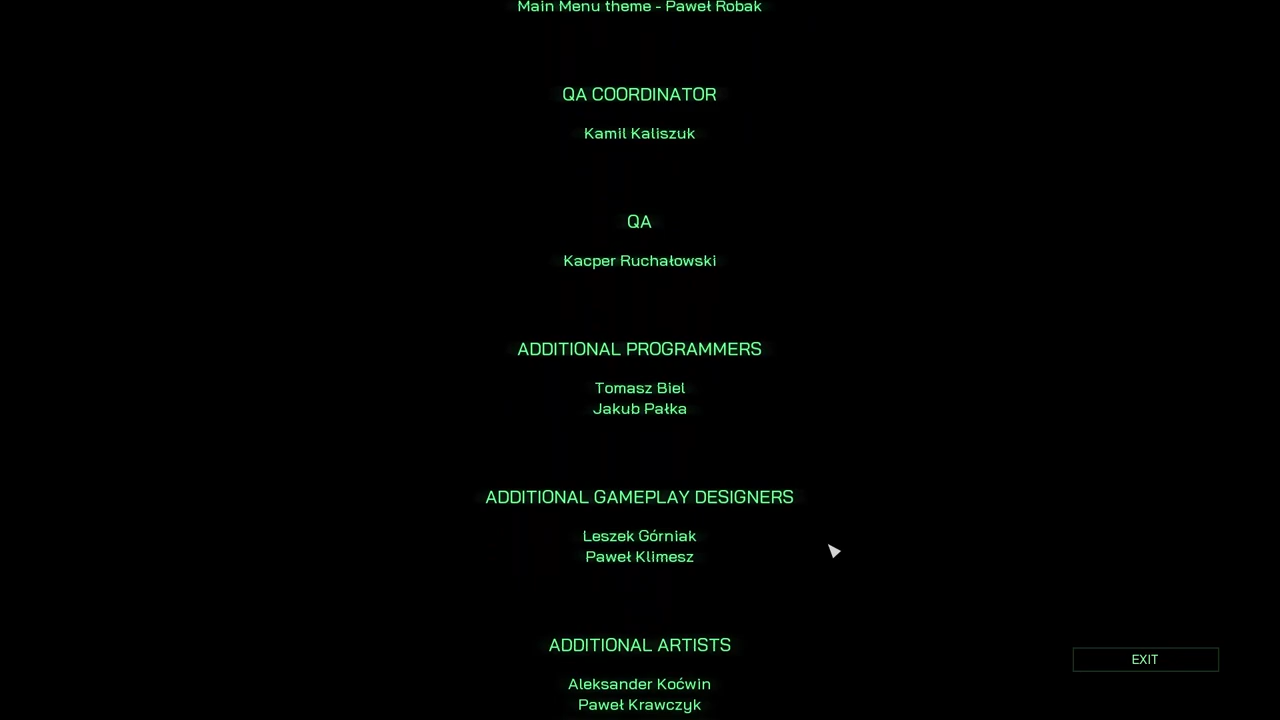 Main Menu theme - Paweł Robak
QA COORDINATOR
Kamil Kaliszuk
QA
Kacper Ruchałowski
ADDITIONAL PROGRAMMERS
Tomasz Biel
Jakub Pałka
ADDITIONAL GAMEPLAY DESIGNERS
Leszek Górniak
Paweł Klimesz
ADDITIONAL ARTISTS
EXIT
Aleksander Koćwin
Paweł Krawczyk